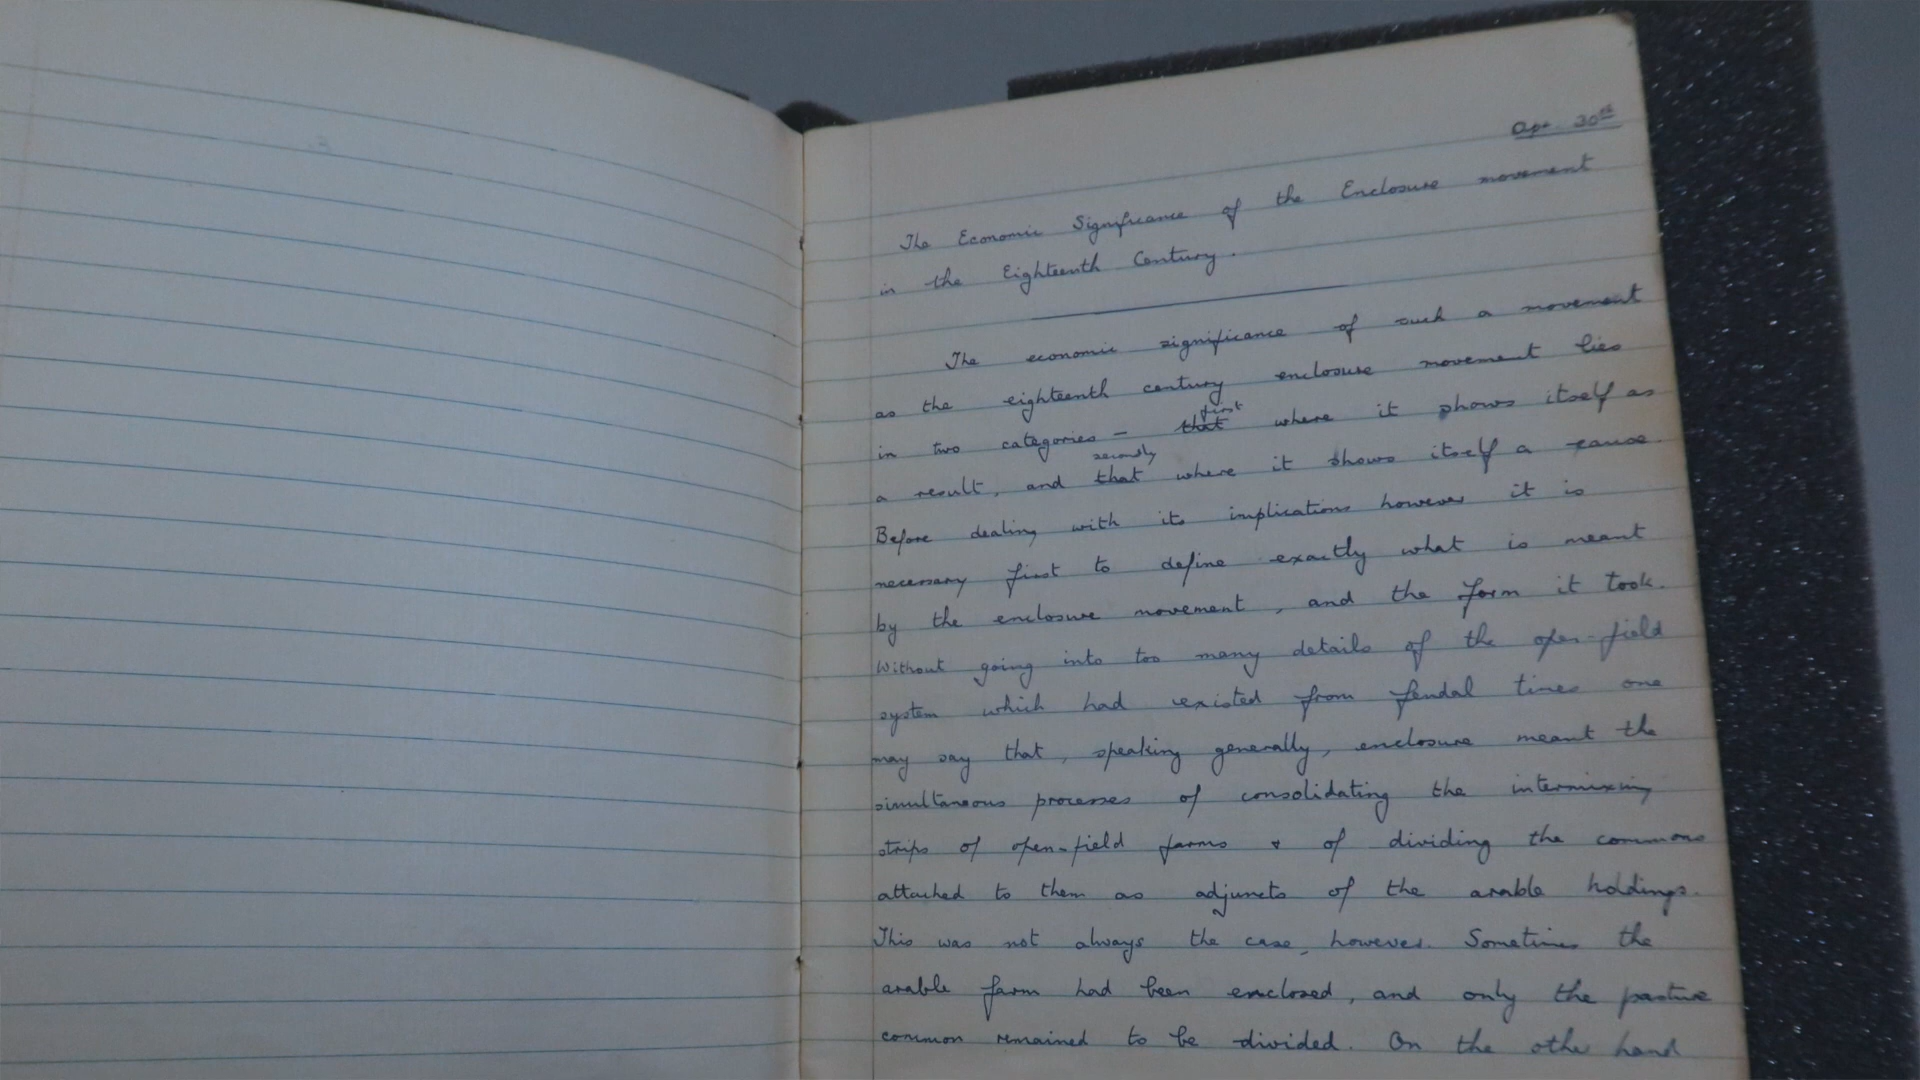 Apr. 30th
The Economic Significance of the Enclosure movement
in the Eighteenth Century.
The economic significance of such a movement
as the eighteenth century enclosure movement lies
first
in two categories – that where it shows itself as
secondly
a result, and that where it shows itself a cause.
Before dealing with its implications however it is
necessary first to define exactly what is meant
by the enclosure movement, and the form it took.
Without going into too many details of the open-field
system which had existed from feudal times one
may say that, speaking generally, enclosure meant the
simultaneous processes of consolidating the intermixing
strips of open-field farms & of dividing the commons
attached to them as adjuncts of the arable holdings.
This was not always the case, however. Sometimes the
arable farm had been enclosed, and only the pasture
common remained to be divided. On the other hand